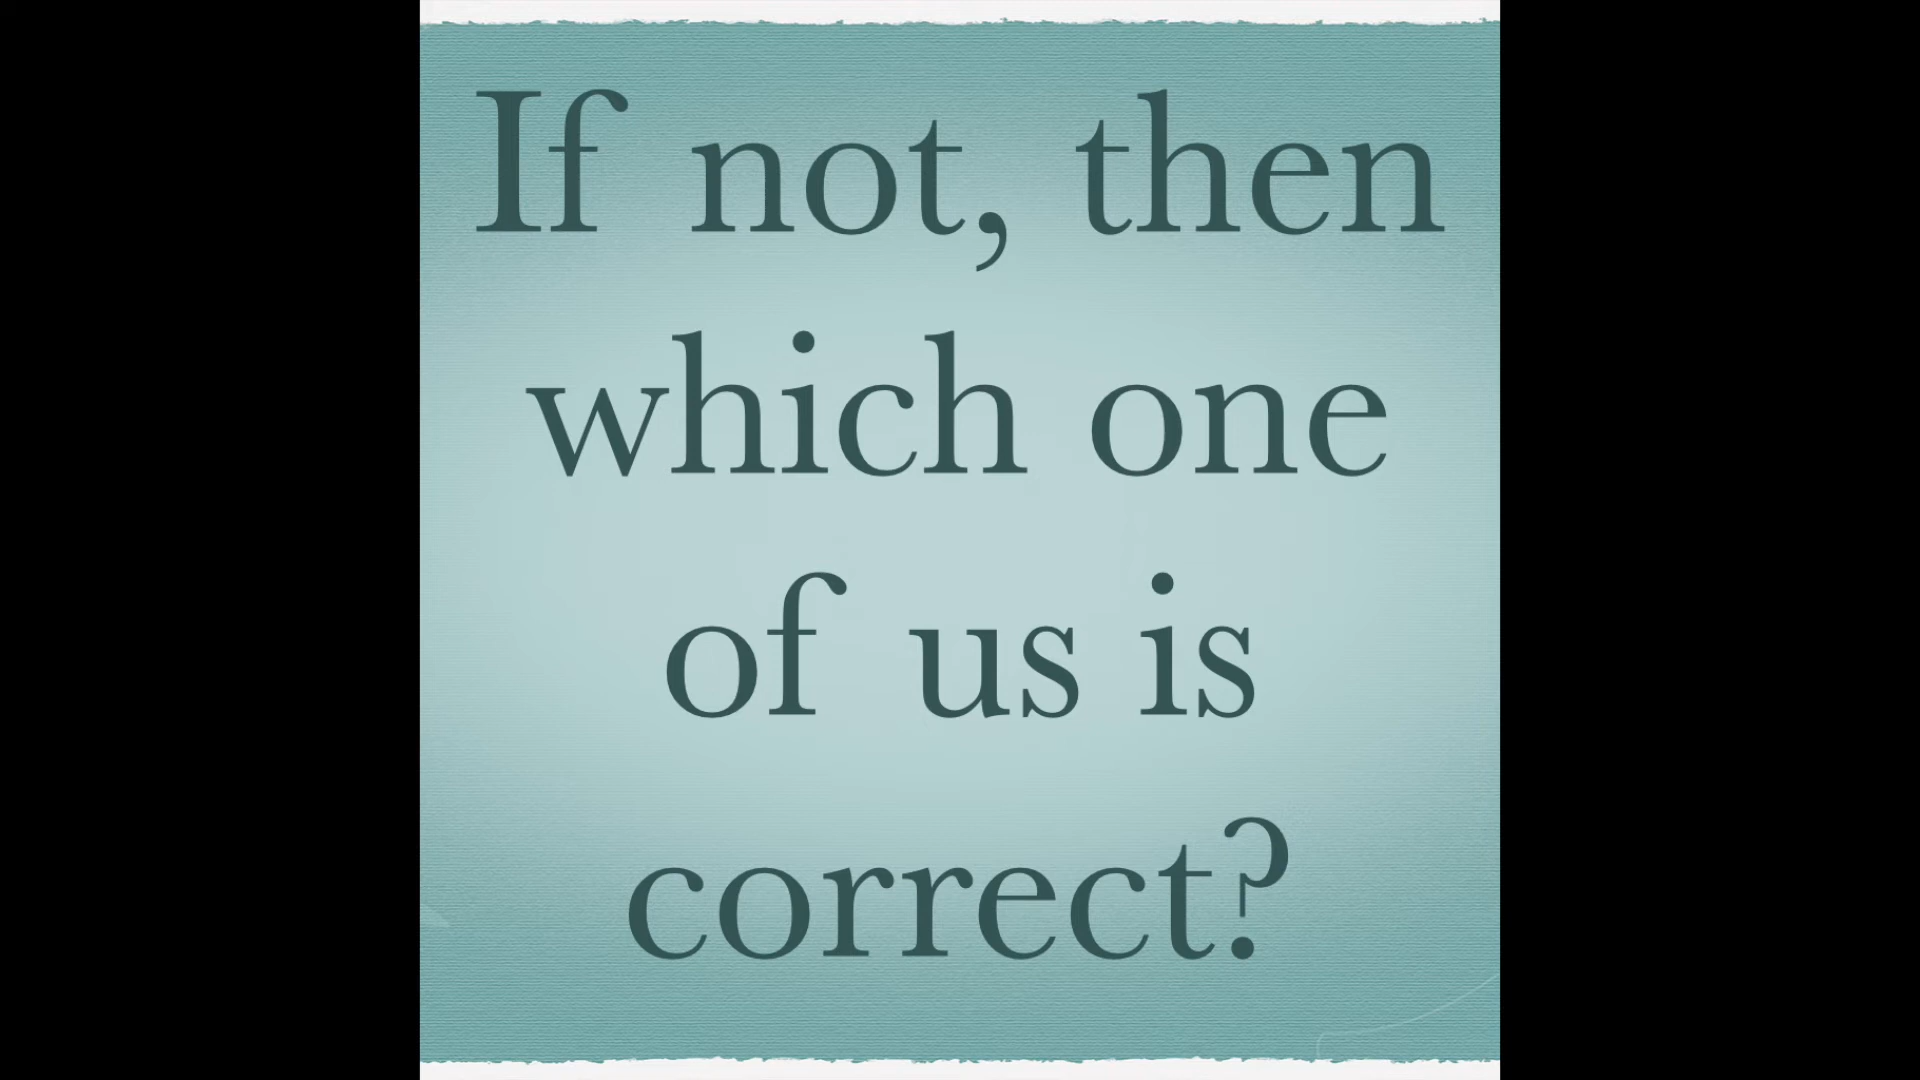 If not, then
which one
of us is
correct?